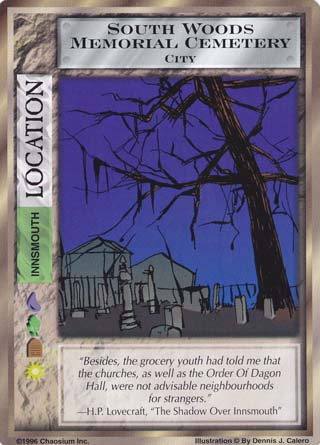 South Woods
Memorial Cemetery
City
LOCATION
INNSMOUTH
"Besides, the grocery youth had told me that
the churches, as well as the Order Of Dagon
Hall, were not advisable neighbourhoods
for strangers."
—H.P. Lovecraft, "The Shadow Over Innsmouth"
©1996 Chaosium Inc.
Illustration © By Dennis J. Calero